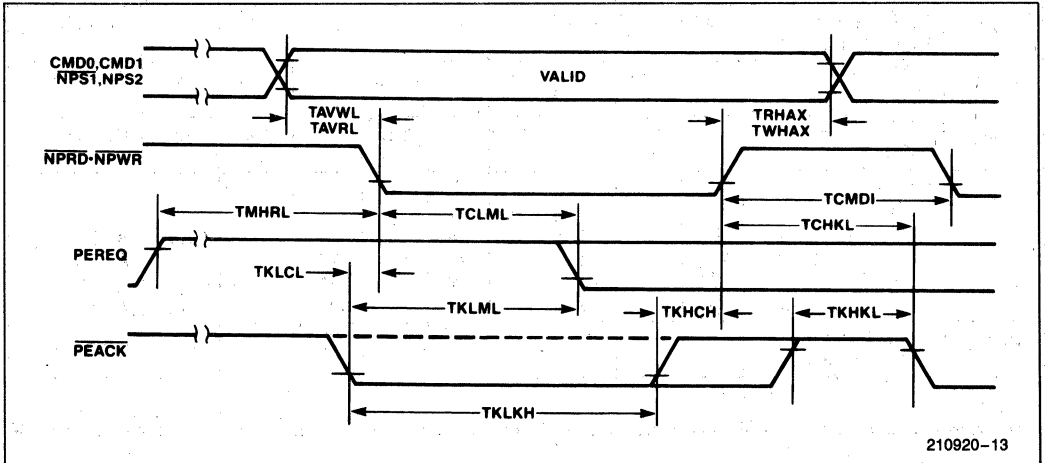 CMD0,CMD1
NPS1,NPS2
VALID
TAVWL
TAVRL
TRHAX
TWHAX
NPRD•NPWR
TCMDI
TMHRL
TCLML
TCHKL
PEREQ
TKLCL
TKLML
TKHCH
TKHKL
PEACK
TKLKH
210920–13